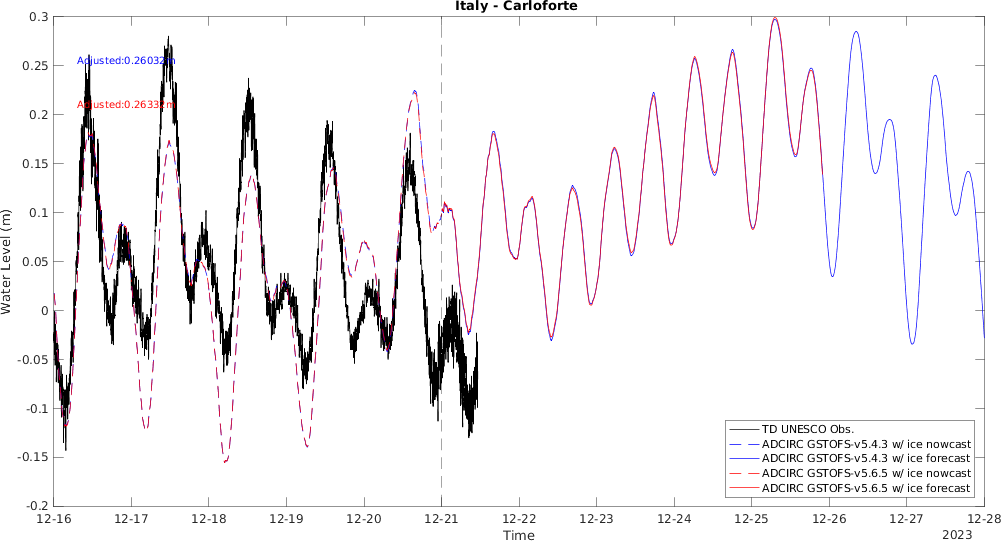 Italy - Carloforte
Water Level (m)
0.3
0.25
0.2
0.15
0.1
0.05
0
-0.05
-0.1
-0.15
-0.2
Adjusted:0.26032m
Adjusted:0.26332m
TD UNESCO Obs.
ADCIRC GSTOFS-v5.4.3 w/ ice nowcast
ADCIRC GSTOFS-v5.4.3 w/ ice forecast
ADCIRC GSTOFS-v5.6.5 w/ ice nowcast
ADCIRC GSTOFS-v5.6.5 w/ ice forecast
12-16 12-17 12-18 12-19 12-20 12-21 12-22 12-23 12-24 12-25 12-26 12-27 12-28
Time
2023